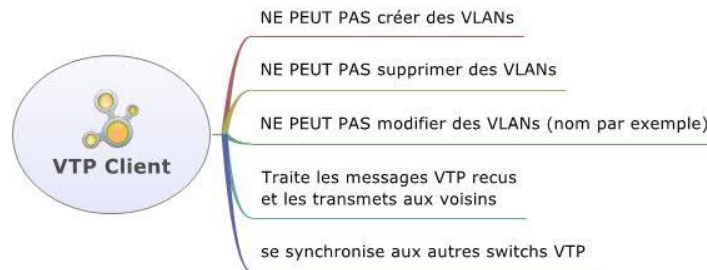 NE PEUT PAS créer des VLANs
NE PEUT PAS supprimer des VLANs
NE PEUT PAS modifier des VLANs (nom par exemple)
VTP Client
Traite les messages VTP recus
et les transmets aux voisins
se synchronise aux autres switchs VTP